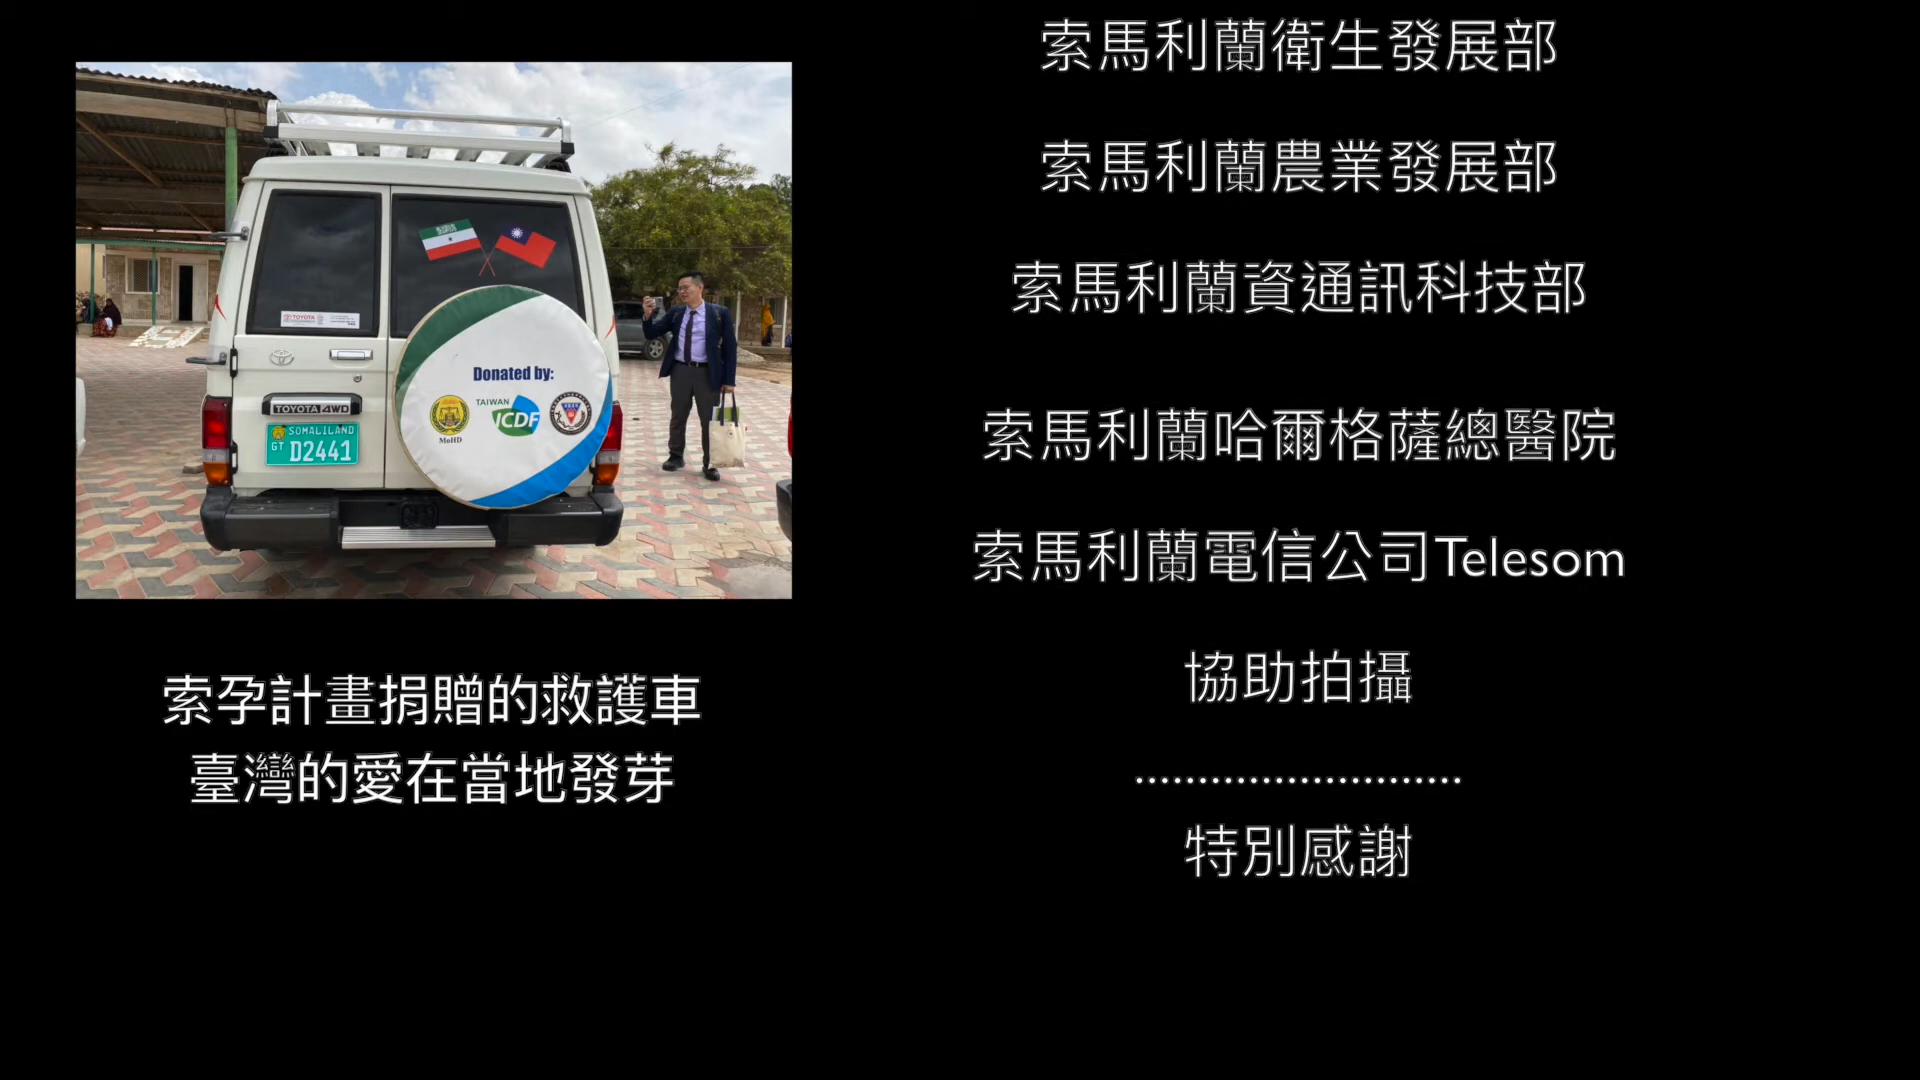 TOYOTA
TOYOTA 4WD
SOMALILAND
GT D2441
Donated by:
MoHD
TAIWAN
ICDF
索孕計畫捐贈的救護車
臺灣的愛在當地發芽
索馬利蘭衛生發展部
索馬利蘭農業發展部
索馬利蘭資通訊科技部
索馬利蘭哈爾格薩總醫院
索馬利蘭電信公司Telesom
協助拍攝
..........................
特別感謝